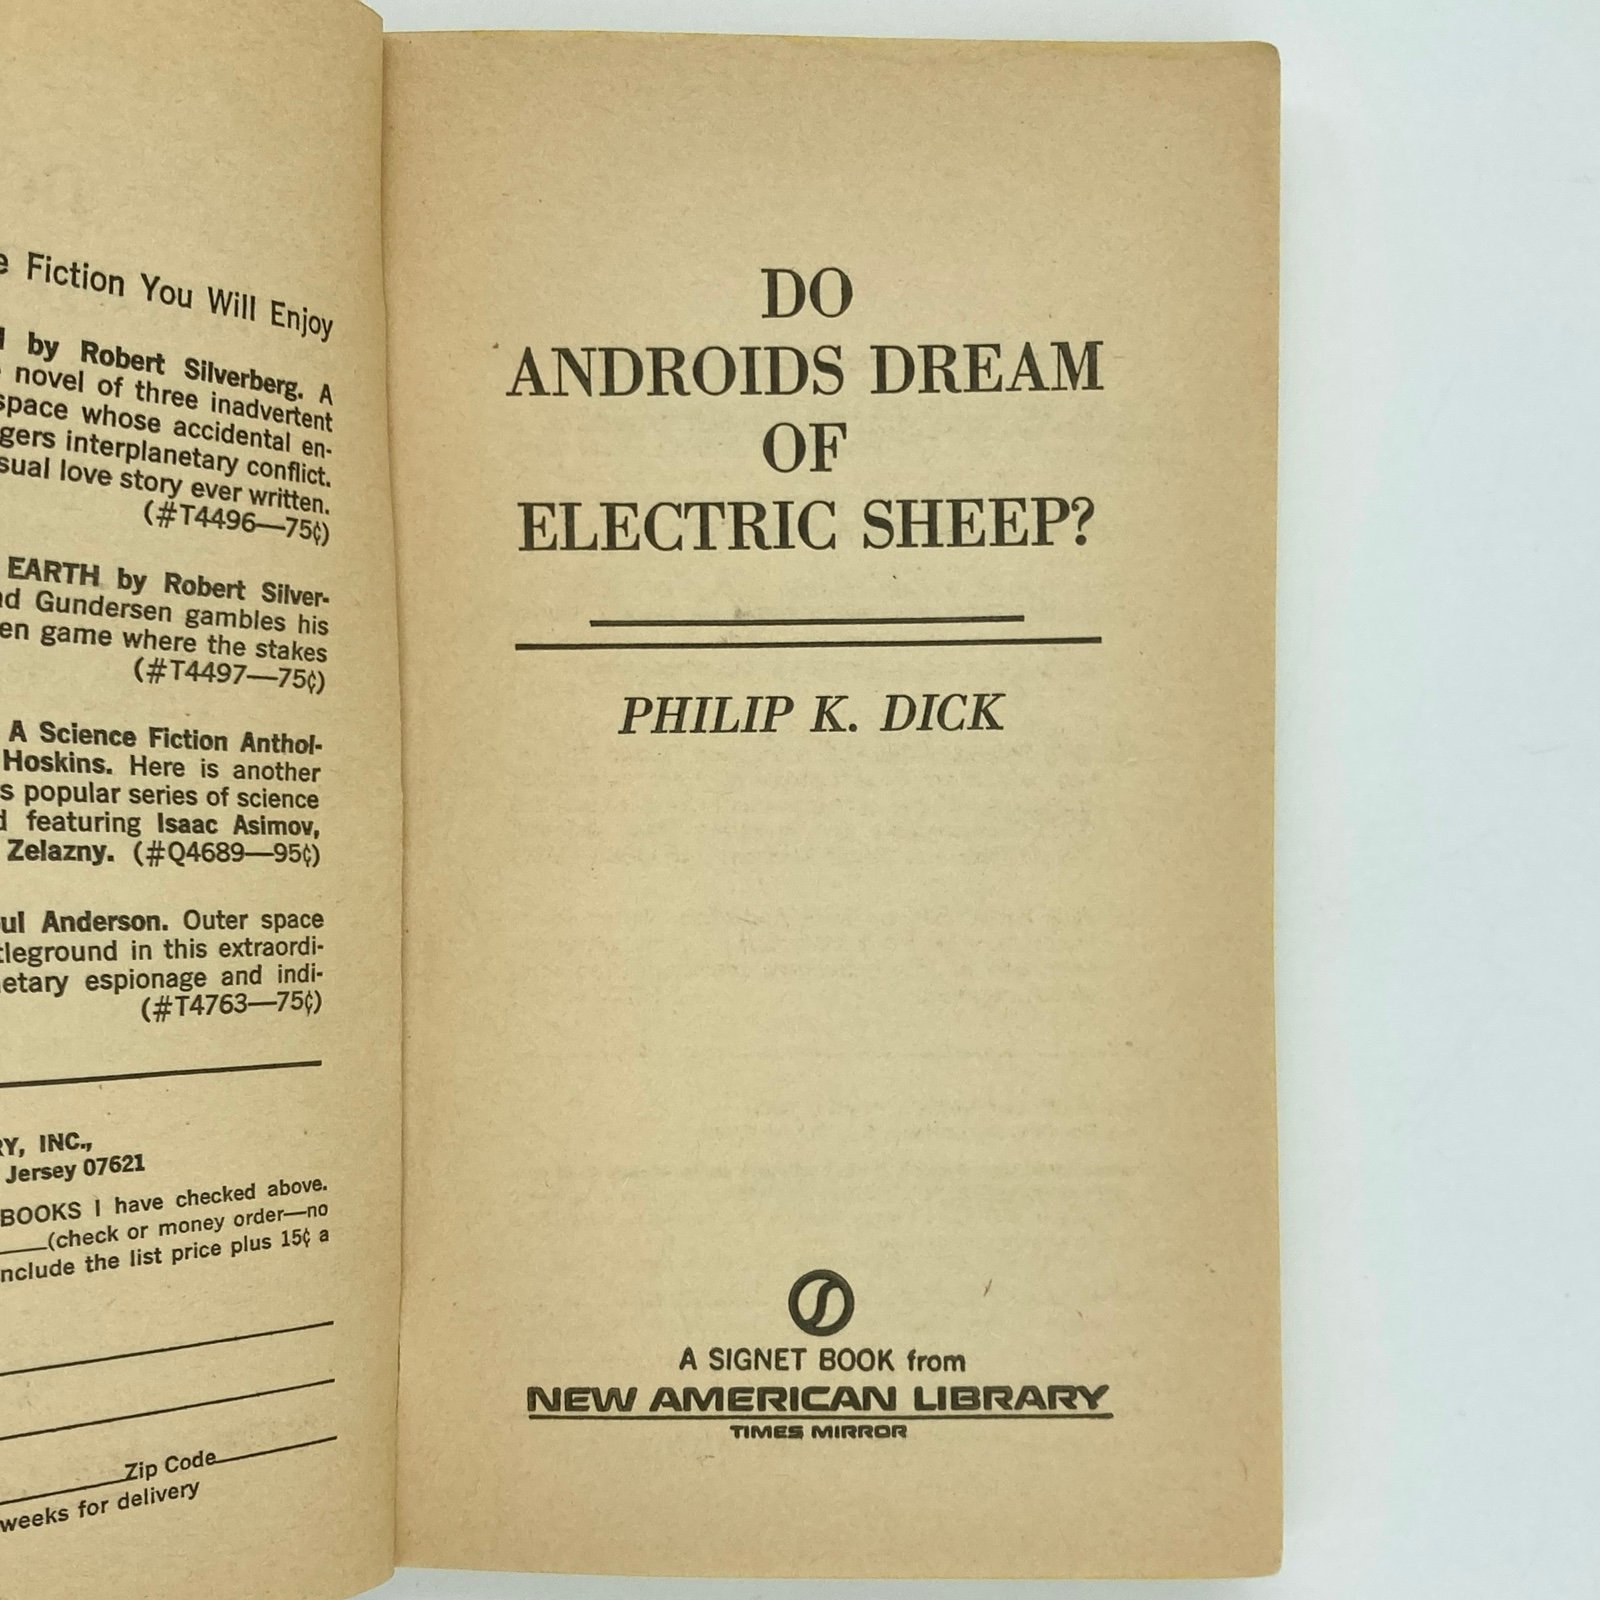 Fiction You Will Enjoy
by Robert Silverberg. A
novel of three inadvertent
space whose accidental en-
gers interplanetary conflict.
sual love story ever written.
(#T4496—75¢)
EARTH by Robert Silver-
Gundersen gambles his
en game where the stakes
(#T4497—75¢)
A Science Fiction Anthol-
Hoskins. Here is another
s popular series of science
featuring Isaac Asimov,
Zelazny. (#Q4689—95¢)
ul Anderson. Outer space
tleground in this extraordi-
etary espionage and indi-
(#T4763—75¢)
RY, INC.,
Jersey 07621
BOOKS I have checked above.
(check or money order—no
nclude the list price plus 15¢ a
Zip Code
weeks for delivery
DO
ANDROIDS DREAM
OF
ELECTRIC SHEEP?
PHILIP K. DICK
A SIGNET BOOK from
NEW AMERICAN LIBRARY
TIMES MIRROR